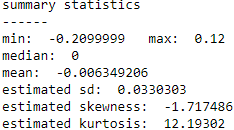 summary statistics
------
min:  -0.2099999   max:  0.12
median:  0
mean:  -0.006349206
estimated sd:  0.0330303
estimated skewness:  -1.717486
estimated kurtosis:  12.19302